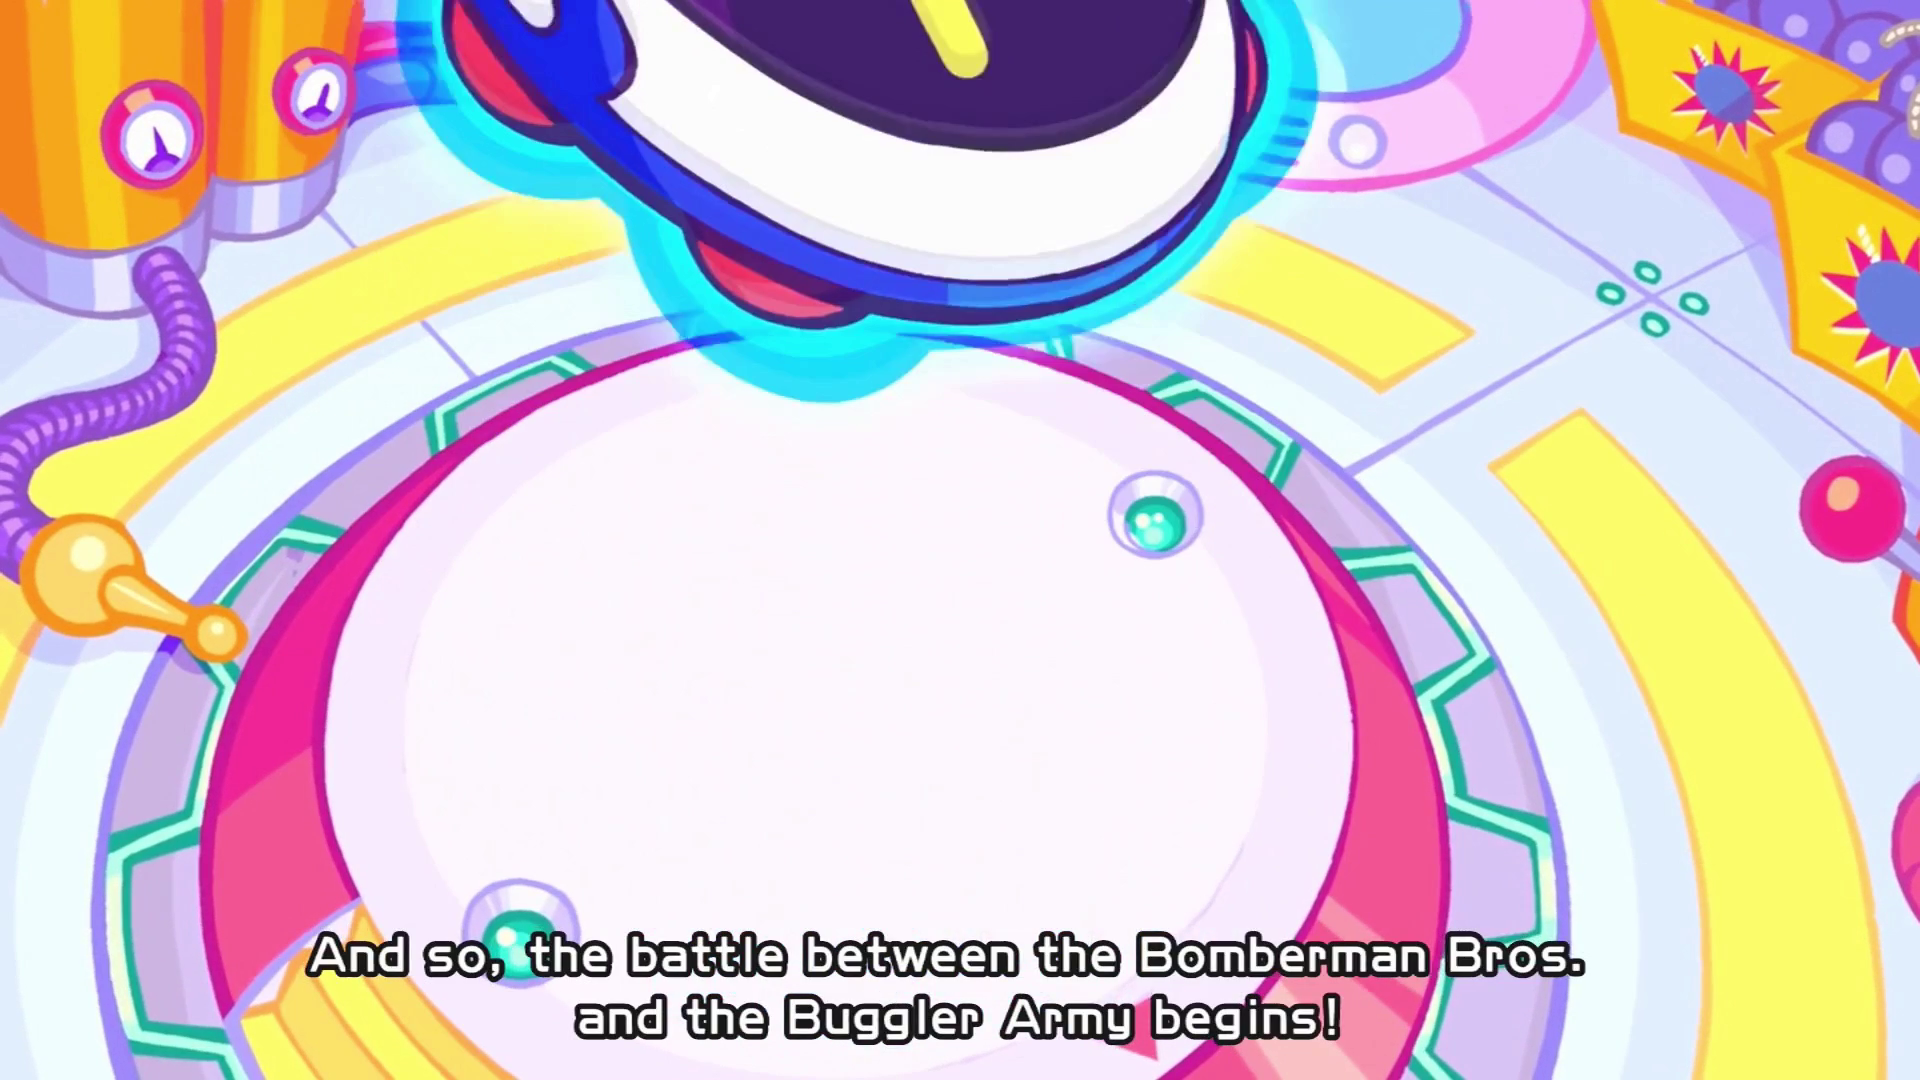 And so, the battle between the Bomberman Bros.
and the Buggler Army begins!